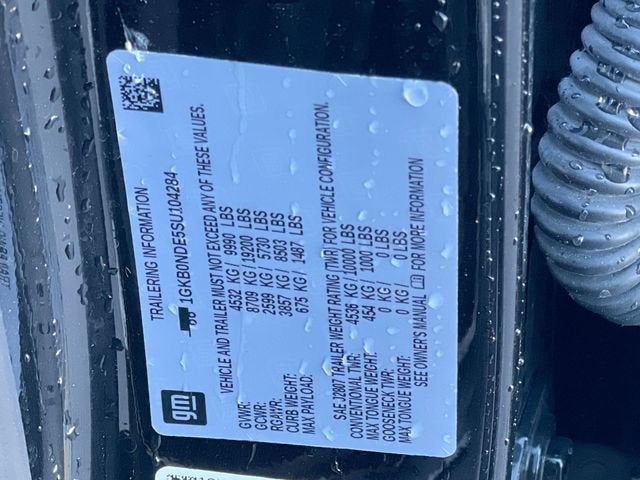 TRAILERING INFORMATION
1GKB0NDE5SU104284
gm
VEHICLE AND TRAILER MUST NOT EXCEED ANY OF THESE VALUES.
GVWR: 4532 KG / 9990 LBS
GCWR: 8709 KG / 19200 LBS
RGAWR: 2599 KG / 5730 LBS
CURB WEIGHT: 3857 KG / 8503 LBS
MAX PAYLOAD: 675 KG / 1487 LBS
SAE J2807 TRAILER WEIGHT RATING (TWR) FOR VEHICLE CONFIGURATION.
CONVENTIONAL TWR: 4536 KG / 10000 LBS
MAX TONGUE WEIGHT: 454 KG / 1000 LBS
GOOSENECK TWR: 0 KG / 0 LBS
MAX TONGUE WEIGHT: 0 KG / 0 LBS
SEE OWNER'S MANUAL FOR MORE INFORMATION